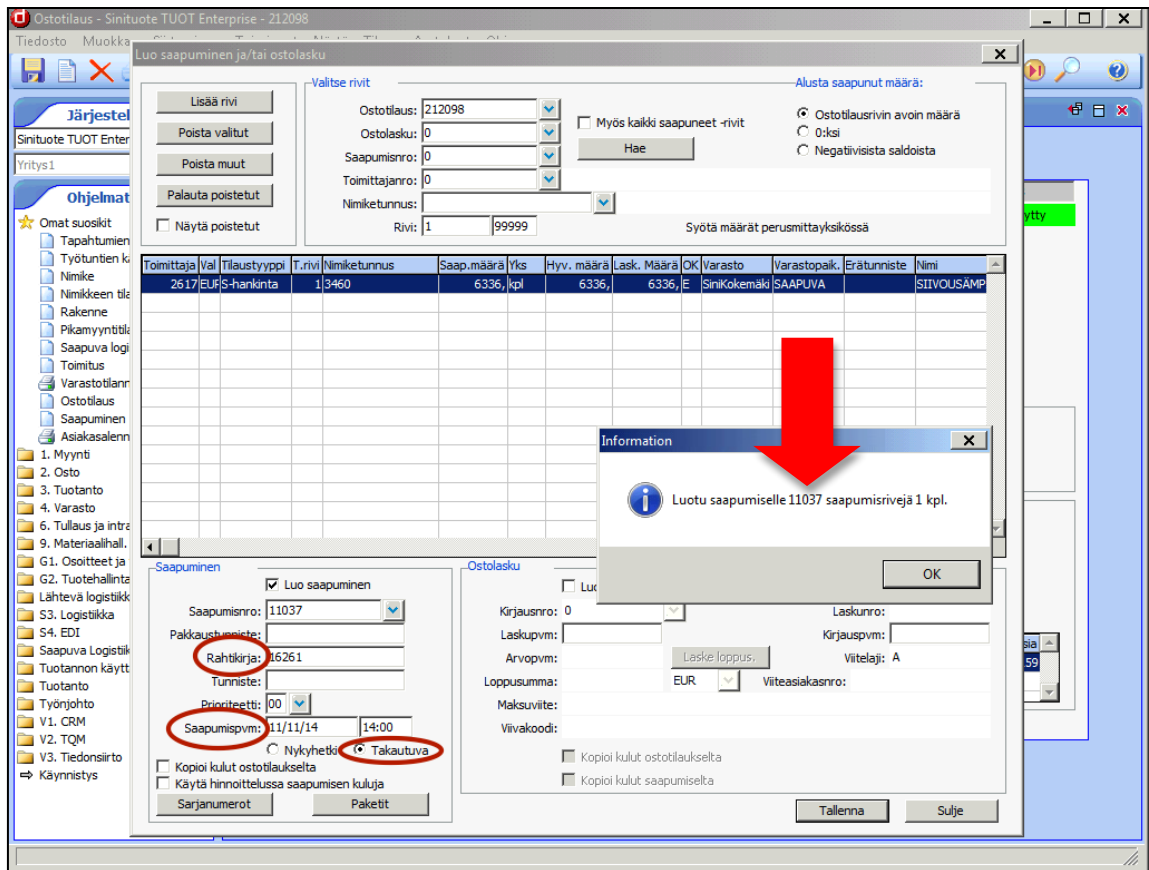 Ostotilaus - Sinituote TUOT Enterprise - 212098
Tiedosto Muokkaa
Luo saapuminen ja/tai ostolasku
Lisää rivi
Poista valitut
Poista muut
Palauta poistetut
Näytä poistetut
Valitse rivit
Ostotilaus: 212098
Ostolasku: 0
Saapumisnro: 0
Toimittajanro: 0
Nimiketunnus:
Rivi: 1 99999
Myös kaikki saapuneet -rivit
Hae
Alusta saapunut määrä:
Ostotilausrivin avoin määrä
0:ksi
Negatiivisista saldoista
Syötä määrät perusmittayksikössä
Järjestel
Sinituote TUOT Enter
Yritys1
Ohjelmat
Omat suosikit
Tapahtumien
Työtuntien k
Nimike
Nimikkeen tila
Rakenne
Pikamyyntitila
Saapuva logi
Toimitus
Varastotilann
Ostotilaus
Saapuminen
Asiakasalenn
1. Myynti
2. Osto
3. Tuotanto
4. Varasto
6. Tullaus ja intra
9. Materiaalihall.
G1. Osoitteet ja
G2. Tuotehallinta
Lähtevä logistiikk
S3. Logistiikka
S4. EDI
Saapuva Logistiik
Tuotannon käytt
Tuotanto
Työnjohto
V1. CRM
V2. TQM
V3. Tiedonsiirto
Käynnistys
ytty
Toimittaja Val Tilaustyyppi T.rivi Nimiketunnus Saap.määrä Yks Hyv. määrä Lask. Määrä OK Varasto Varastopaik. Erätunniste Nimi
2617 EUF S-hankinta 1 3460 6336, kpl 6336, 6336, E SiniKokemäki SAAPUVA SIIVOUSÄMP
Information
Luotu saapumiselle 11037 saapumisrivejä 1 kpl.
OK
Saapuminen
Luo saapuminen
Saapumisnro: 11037
Pakkaustunniste:
Rahtikirja: 16261
Tunniste:
Prioriteetti: 00
Saapumispvm: 11/11/14 14:00
Nykyhetki Takautuva
Kopioi kulut ostotilaukselta
Käytä hinnoittelussa saapumisen kuluja
Sarjanumerot Paketit
Ostolasku
Luo
Kirjausnro: 0 Laskunro:
Laskupvm: Kirjauspvm:
Arvopvm: Laske loppus. Viitelaji: A
Loppusumma: EUR Viiteasiakasnro:
Maksuviite:
Viivakoodi:
Kopioi kulut ostotilaukselta
Kopioi kulut saapumiselta
Tallenna Sulje
sia
59